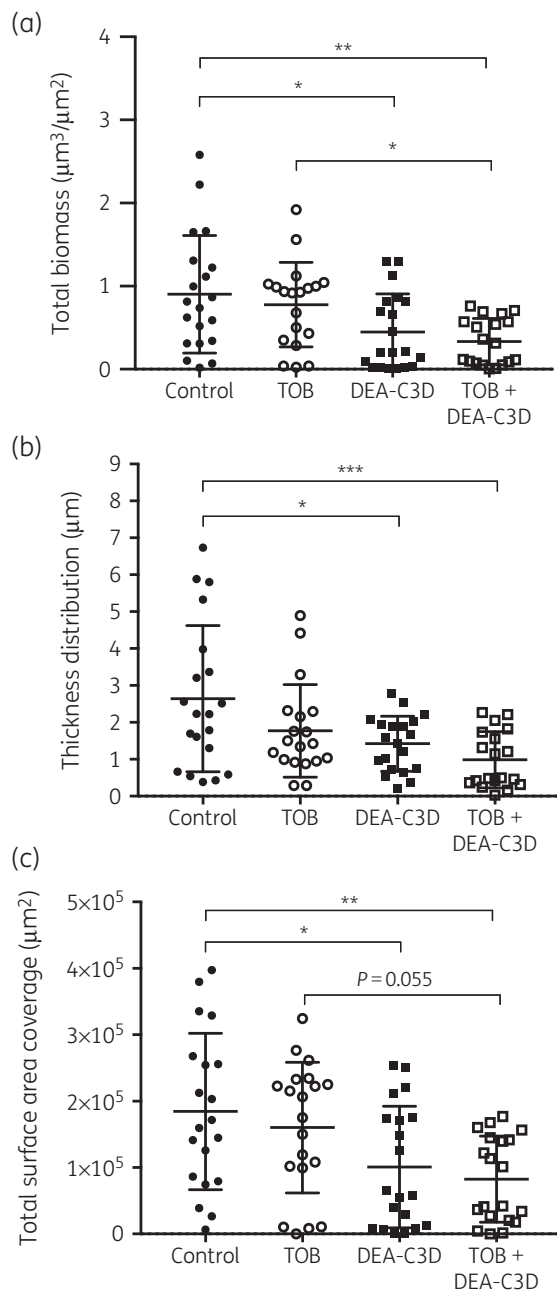 (a)
Total biomass (µm³/µm²)
4
3
2
1
0
**
*
*
Control
TOB
DEA-C3D
TOB +
DEA-C3D
(b)
Thickness distribution (µm)
9
8
7
6
5
4
3
2
1
0
***
*
Control
TOB
DEA-C3D
TOB +
DEA-C3D
(c)
Total surface area coverage (µm²)
5×10⁵
4×10⁵
3×10⁵
2×10⁵
1×10⁵
0
**
*
P = 0.055
Control
TOB
DEA-C3D
TOB +
DEA-C3D